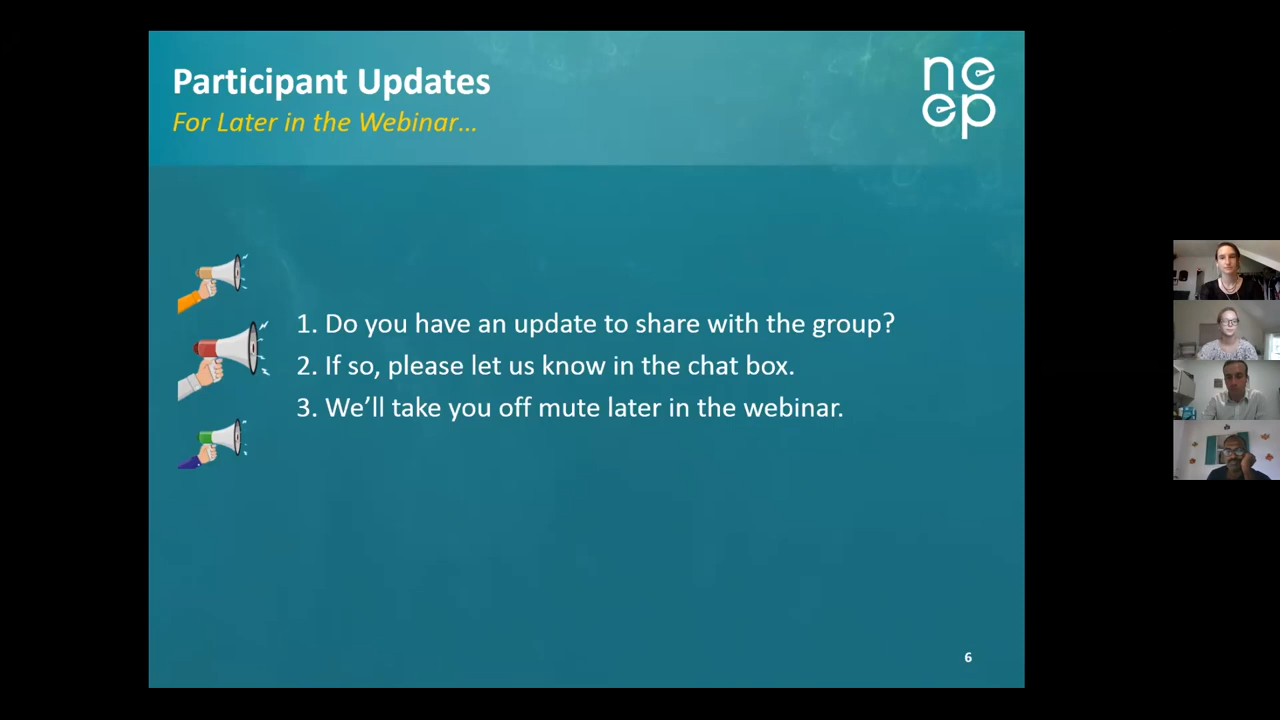 Participant Updates
For Later in the Webinar...
ne
ep
1. Do you have an update to share with the group?
2. If so, please let us know in the chat box.
3. We'll take you off mute later in the webinar.
6